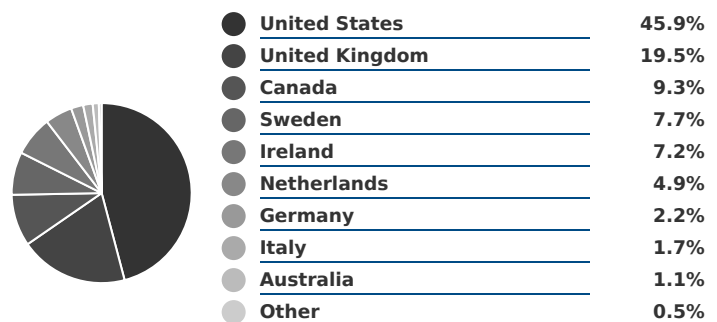 United States 45.9%
United Kingdom 19.5%
Canada 9.3%
Sweden 7.7%
Ireland 7.2%
Netherlands 4.9%
Germany 2.2%
Italy 1.7%
Australia 1.1%
Other 0.5%